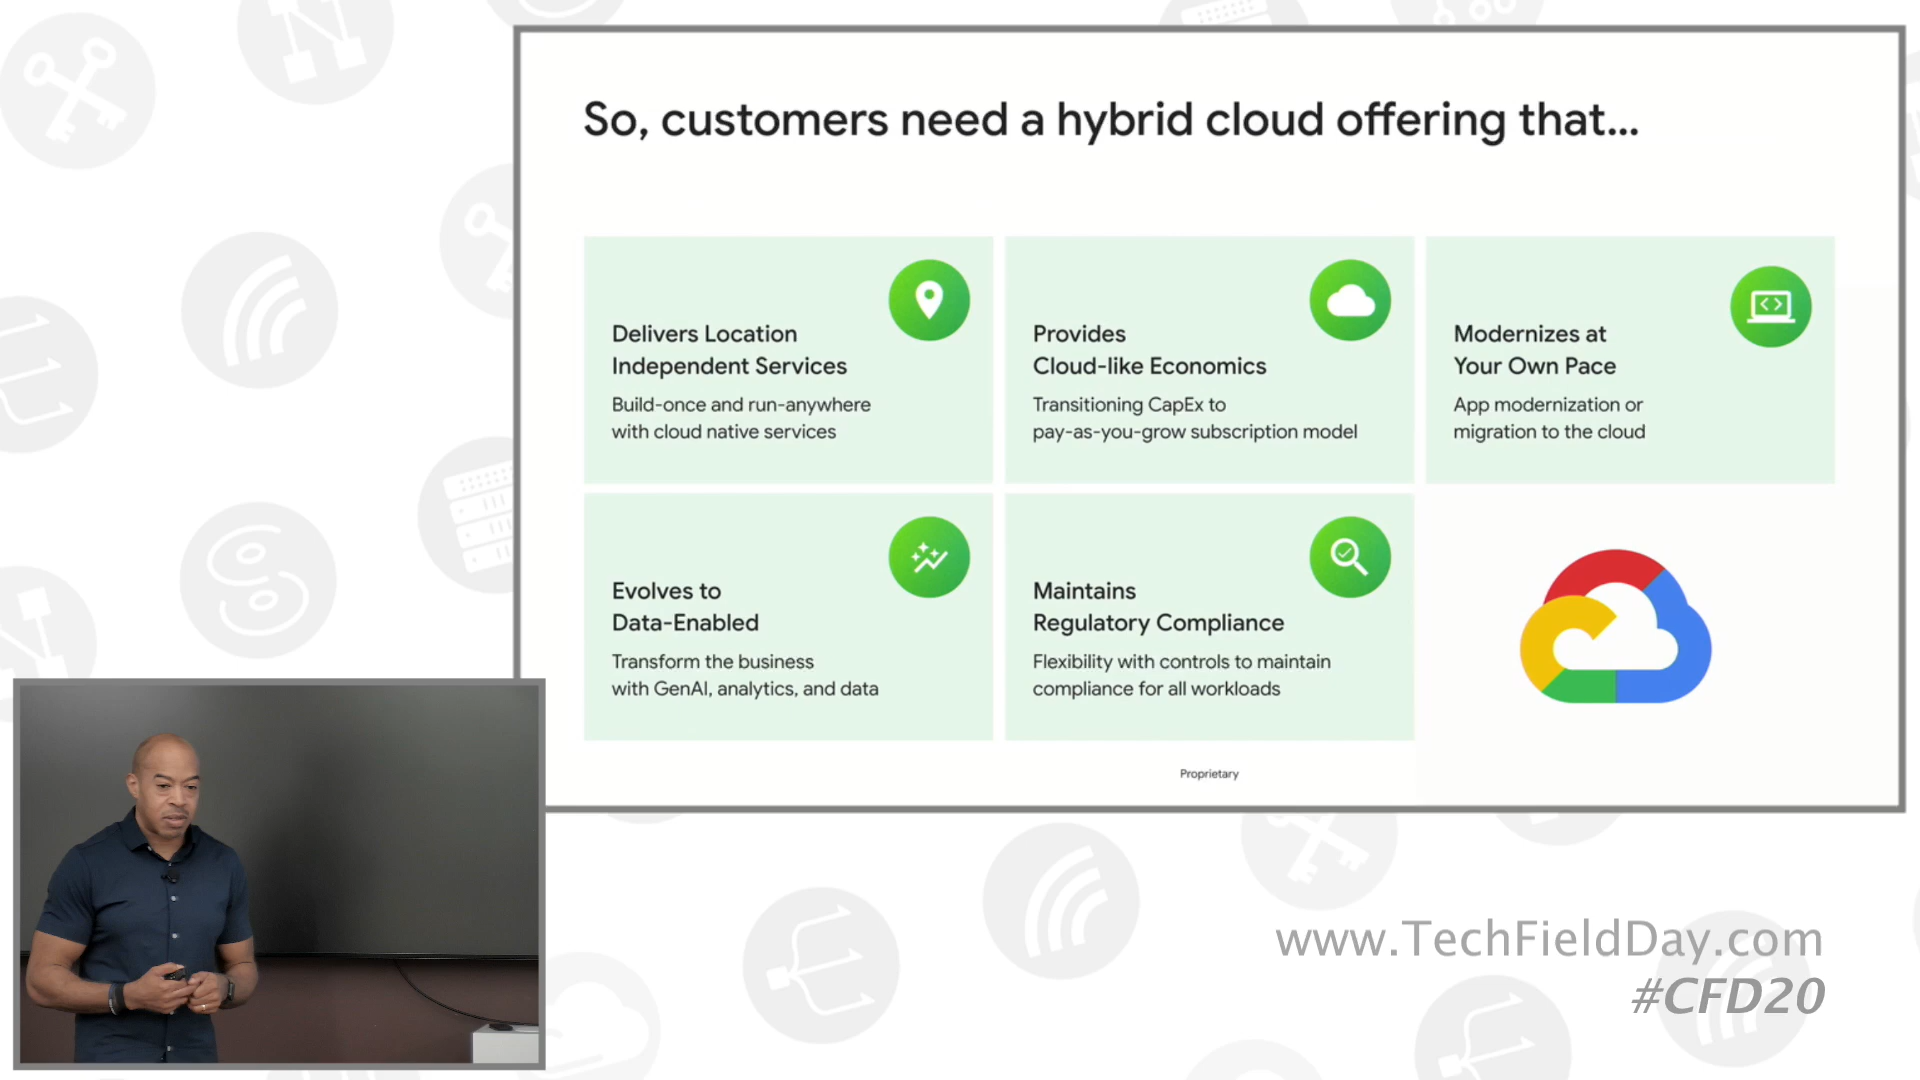 So, customers need a hybrid cloud offering that...
Delivers Location
Independent Services
Build-once and run-anywhere
with cloud native services
Provides
Cloud-like Economics
Transitioning CapEx to
pay-as-you-grow subscription model
Modernizes at
Your Own Pace
App modernization or
migration to the cloud
Evolves to
Data-Enabled
Transform the business
with GenAI, analytics, and data
Maintains
Regulatory Compliance
Flexibility with controls to maintain
compliance for all workloads
Proprietary
www.TechFieldDay.com
#CFD20